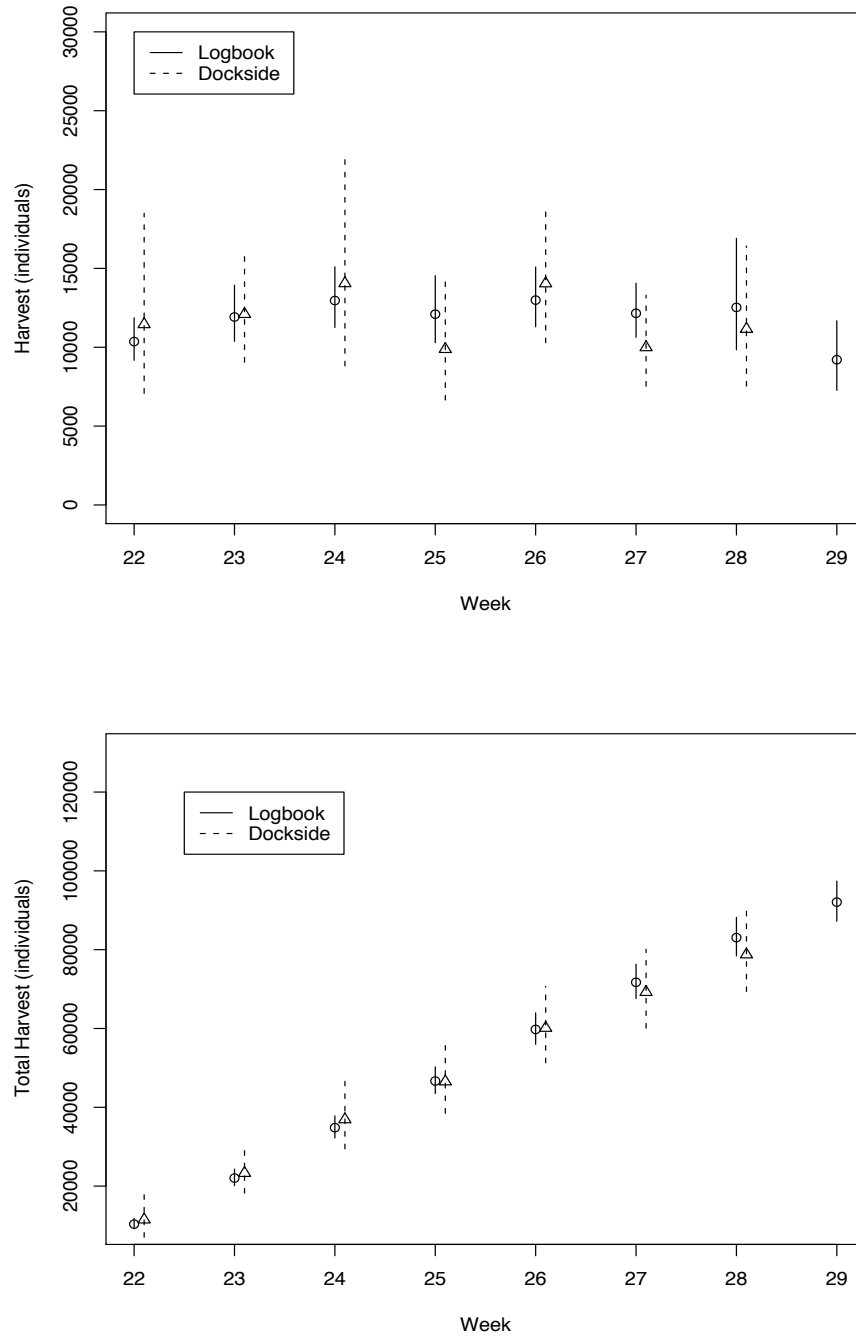 30000
25000
20000
15000
10000
5000
0
Harvest (individuals)
Logbook
Dockside
22 23 24 25 26 27 28 29
Week
120000
100000
80000
60000
40000
20000
Total Harvest (individuals)
Logbook
Dockside
22 23 24 25 26 27 28 29
Week